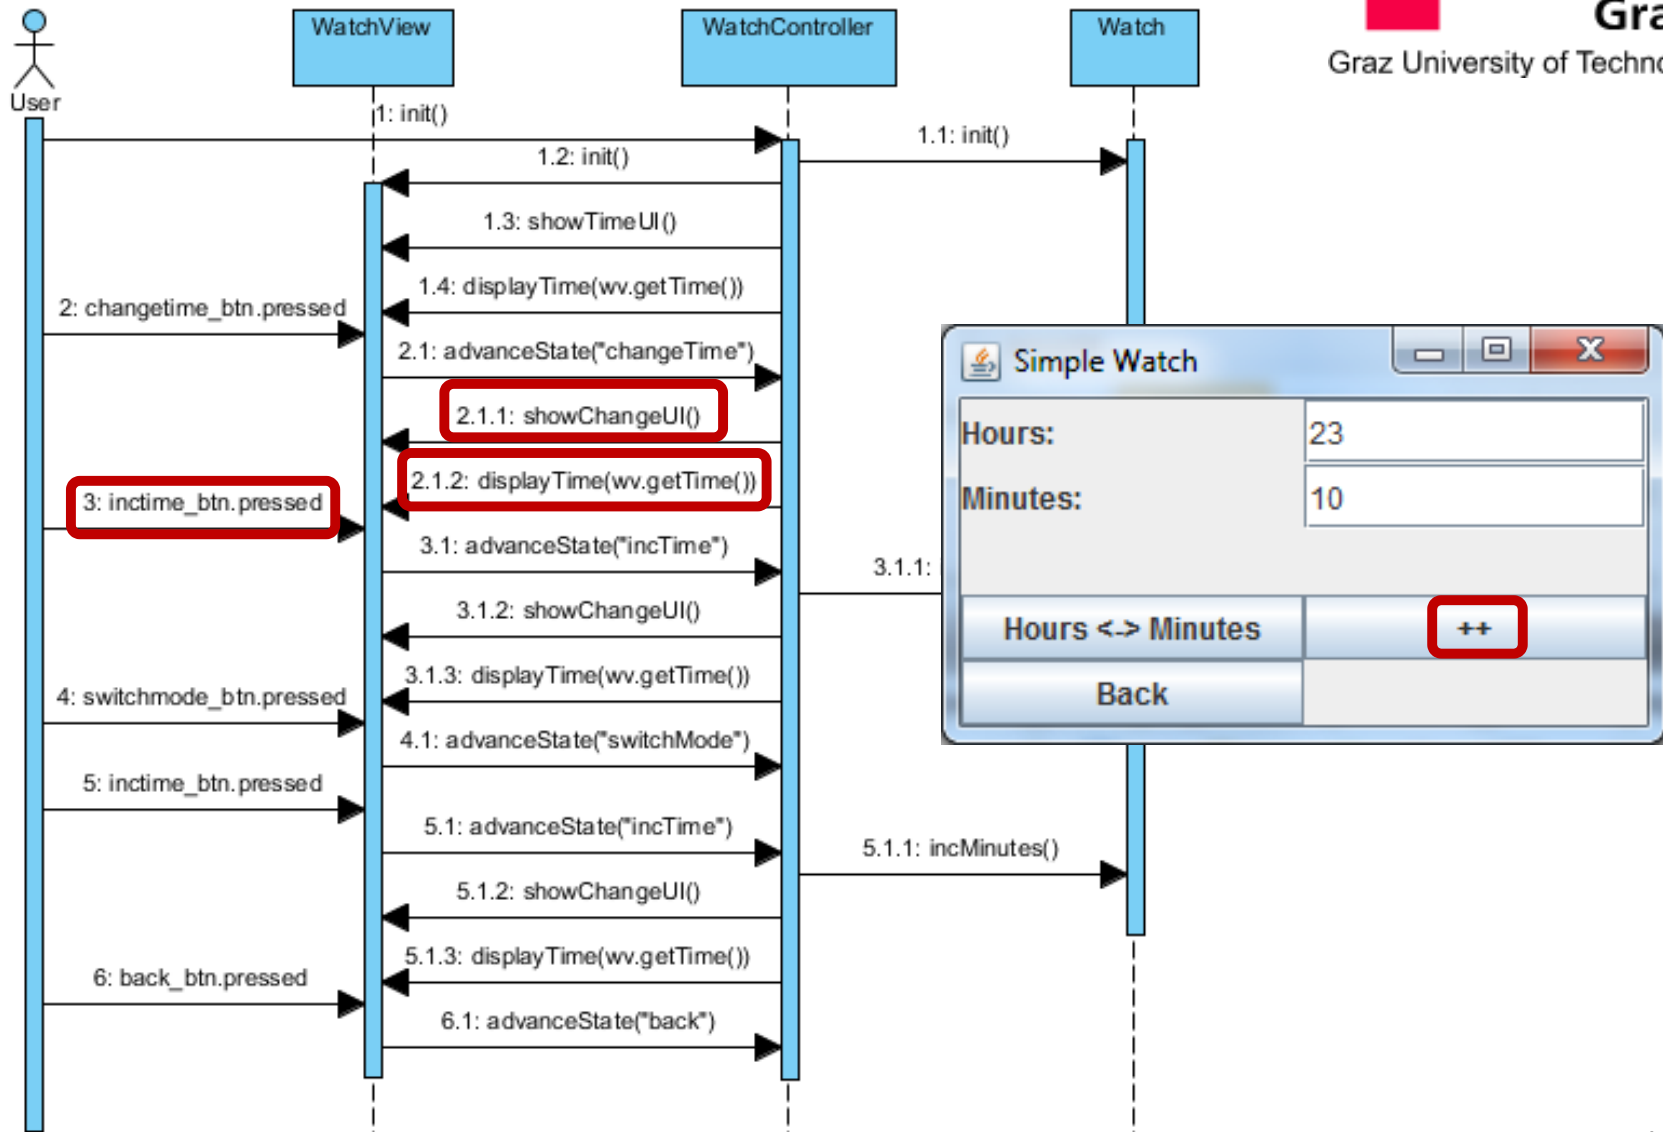 Gra
Graz University of Techno
User
WatchView
WatchController
Watch
1: init()
1.1: init()
1.2: init()
1.3: showTimeUI()
1.4: displayTime(wv.getTime())
2: changetime_btn.pressed
2.1: advanceState("changeTime")
2.1.1: showChangeUI()
2.1.2: displayTime(wv.getTime())
3: inctime_btn.pressed
3.1: advanceState("incTime")
3.1.1:
3.1.2: showChangeUI()
3.1.3: displayTime(wv.getTime())
4: switchmode_btn.pressed
4.1: advanceState("switchMode")
5: inctime_btn.pressed
5.1: advanceState("incTime")
5.1.1: incMinutes()
5.1.2: showChangeUI()
5.1.3: displayTime(wv.getTime())
6: back_btn.pressed
6.1: advanceState("back")
Simple Watch
Hours: 23
Minutes: 10
Hours <-> Minutes ++
Back